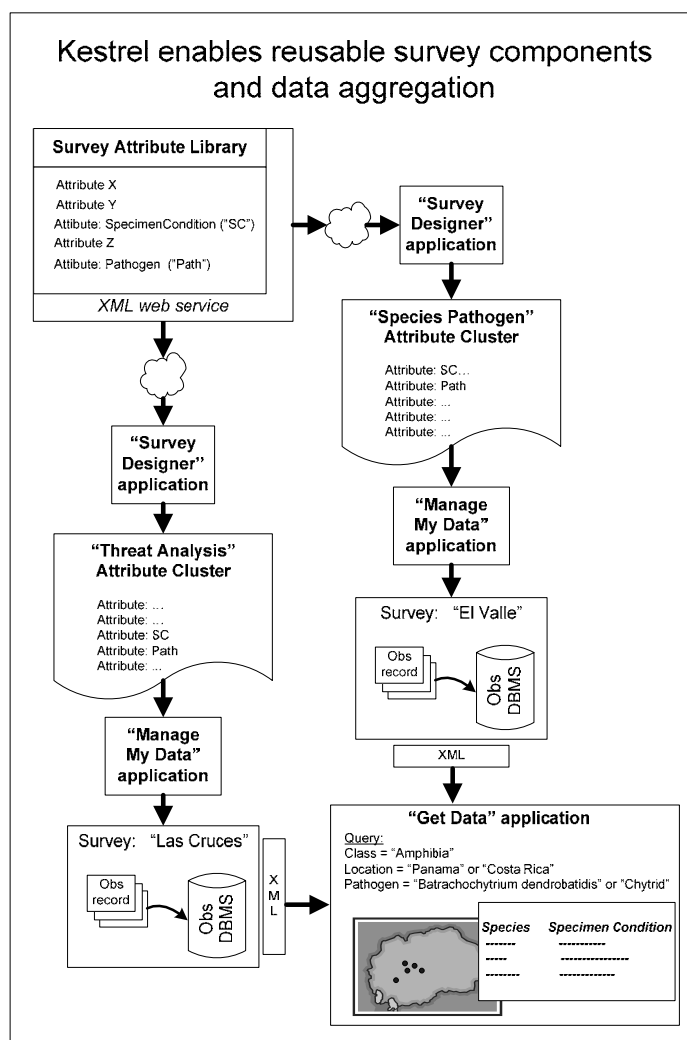 Kestrel enables reusable survey components
and data aggregation
Survey Attribute Library
Attribute X
Attribute Y
Attibute: SpecimenCondition ("SC")
Attribute Z
Attibute: Pathogen ("Path")
XML web service
“Survey
Designer”
application
“Species Pathogen”
Attribute Cluster
Attribute: SC...
Attribute: Path
Attribute: ...
Attribute: ...
Attribute: ...
“Manage
My Data”
application
Survey: “El Valle”
Obs
record
Obs
DBMS
XML
“Survey
Designer”
application
“Threat Analysis”
Attribute Cluster
Attribute: ...
Attribute: ...
Attribute: SC
Attribute: Path
Attribute: ...
“Manage
My Data”
application
Survey: “Las Cruces”
Obs
record
Obs
DBMS
XML
“Get Data” application
Query:
Class = “Amphibia”
Location = “Panama” or “Costa Rica”
Pathogen = “Batrachochytrium dendrobatidis” or “Chytrid”
Species Specimen Condition
------- -----------
----- ----------------
-------- -------------